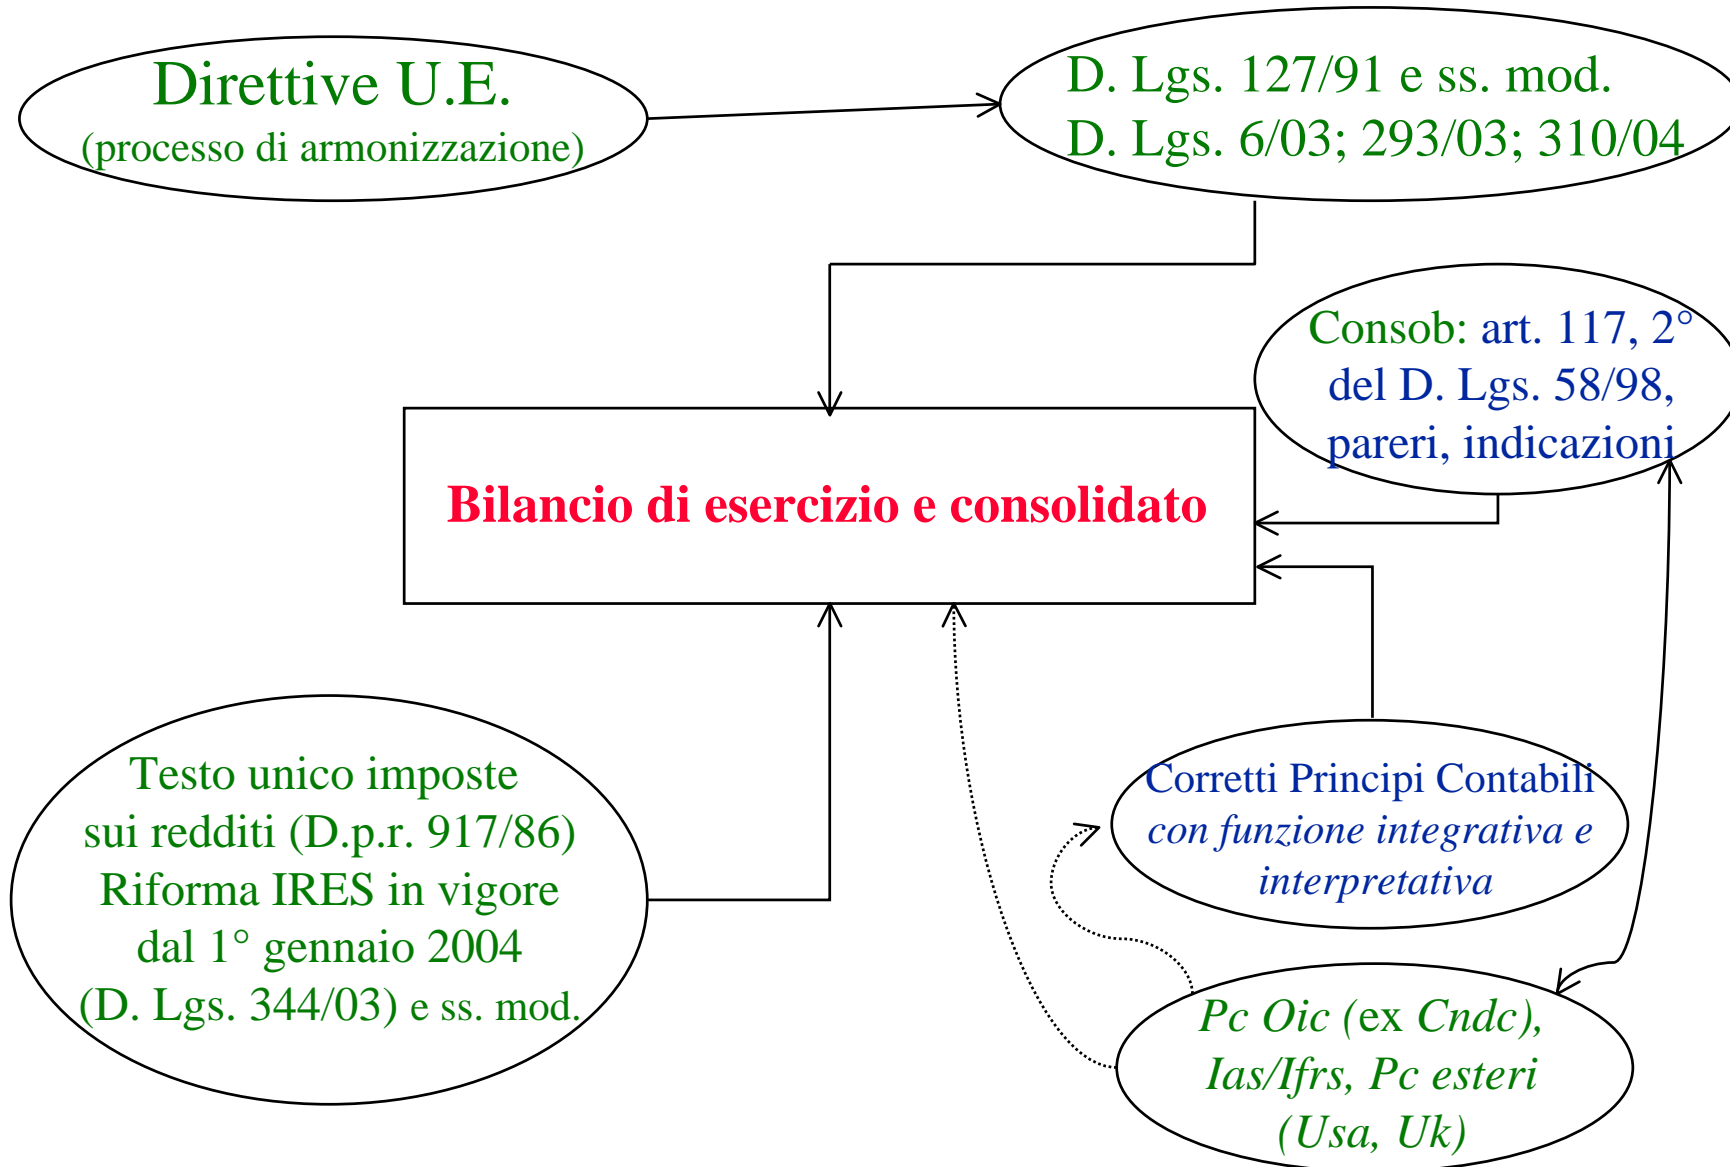 Direttive U.E.
(processo di armonizzazione)
D. Lgs. 127/91 e ss. mod.
D. Lgs. 6/03; 293/03; 310/04
Consob: art. 117, 2°
del D. Lgs. 58/98,
pareri, indicazioni
Bilancio di esercizio e consolidato
Testo unico imposte
sui redditi (D.p.r. 917/86)
Riforma IRES in vigore
dal 1° gennaio 2004
(D. Lgs. 344/03) e ss. mod.
Corretti Principi Contabili
con funzione integrativa e
interpretativa
Pc Oic (ex Cndc),
Ias/Ifrs, Pc esteri
(Usa, Uk)